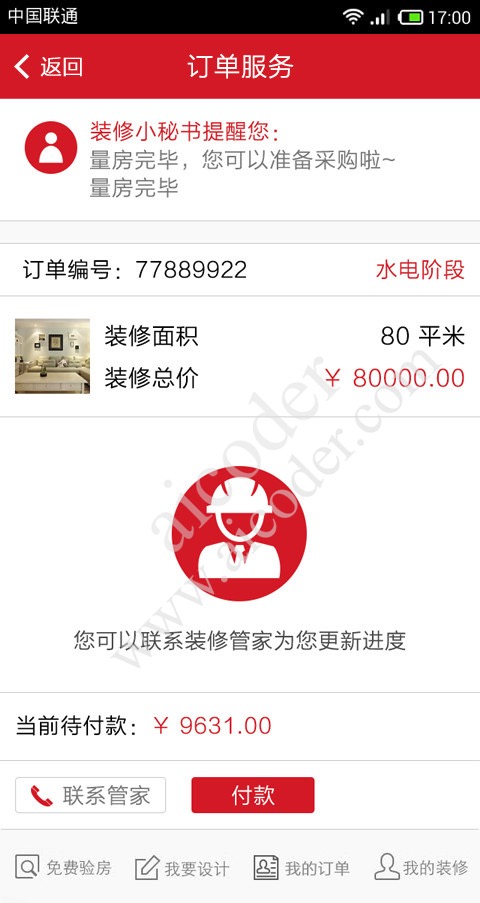 中国联通 17:00
返回 订单服务
装修小秘书提醒您：
量房完毕，您可以准备采购啦~
量房完毕
订单编号：77889922 水电阶段
装修面积 80 平米
装修总价 ￥ 80000.00
aicoder
www.aicoder.com
您可以联系装修管家为您更新进度
当前待付款：￥ 9631.00
联系管家 付款
免费验房 我要设计 我的订单 我的装修